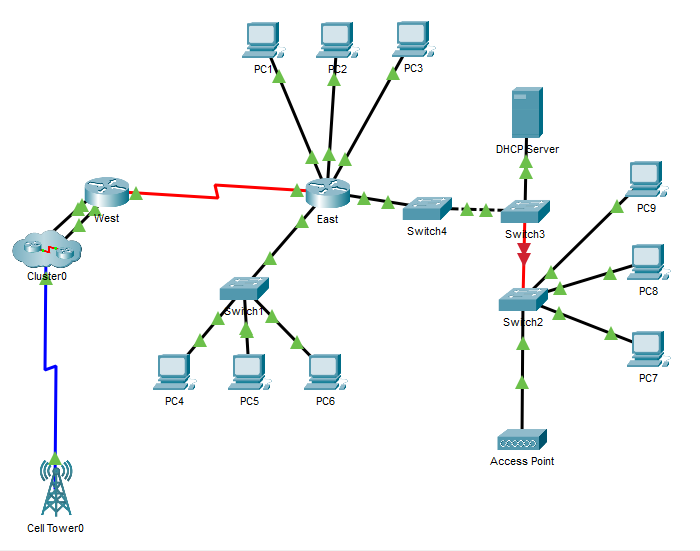 PC1
PC2
PC3
DHCP Server
PC9
West
East
Switch4
Switch3
Cluster0
PC8
Switch1
Switch2
PC7
PC4
PC5
PC6
Access Point
Cell Tower0